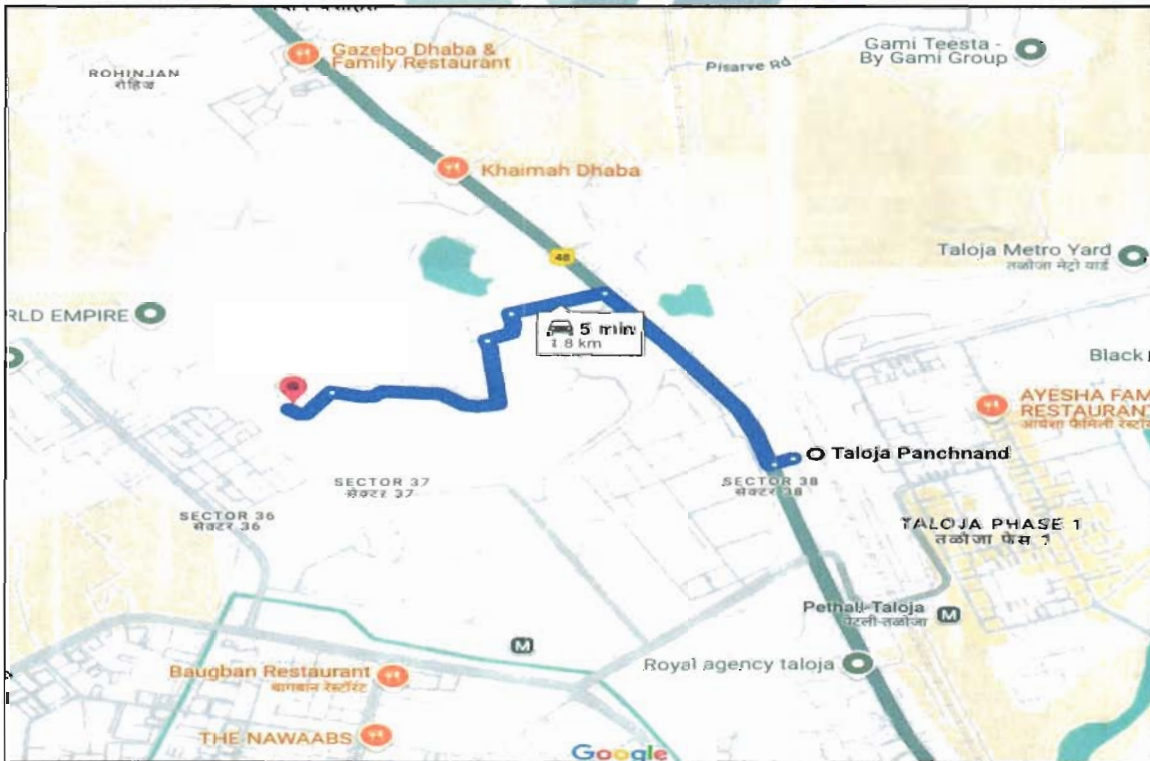 Gazebo Dhaba &
Family Restaurant
ROHINJAN
रोहिंज
Pisarve Rd
Gami Teesta -
By Gami Group
Khaimah Dhaba
48
Taloja Metro Yard
तळोजा मेट्रो यार्ड
RLD EMPIRE
5 min
1.8 km
Black
AYESHA FAM
RESTAURANT
आयेशा फॅमिली रेस्टॉ
Taloja Panchnand
SECTOR 37
सेक्टर 37
SECTOR 38
सेक्टर 38
SECTOR 36
सेक्टर 36
TALOJA PHASE 1
तळोजा फेस 1
Pethali-Taloja
पेटली-तळोजा
M
M
Royal agency taloja
Baugban Restaurant
बागबान रेस्टॉरंट
THE NAWAABS
Google